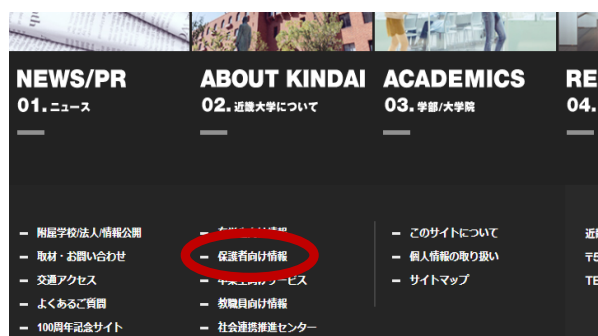 NEWS/PR
01. ニュース
ABOUT KINDAI
02. 近畿大学について
ACADEMICS
03. 学部/大学院
RE
04.
附属学校/法人/情報公開
取材・お問い合わせ
交通アクセス
よくあるご質問
100周年記念サイト
保護者向け情報
教職員向け情報
社会連携推進センター
このサイトについて
個人情報の取り扱い
サイトマップ
近
〒5
TE